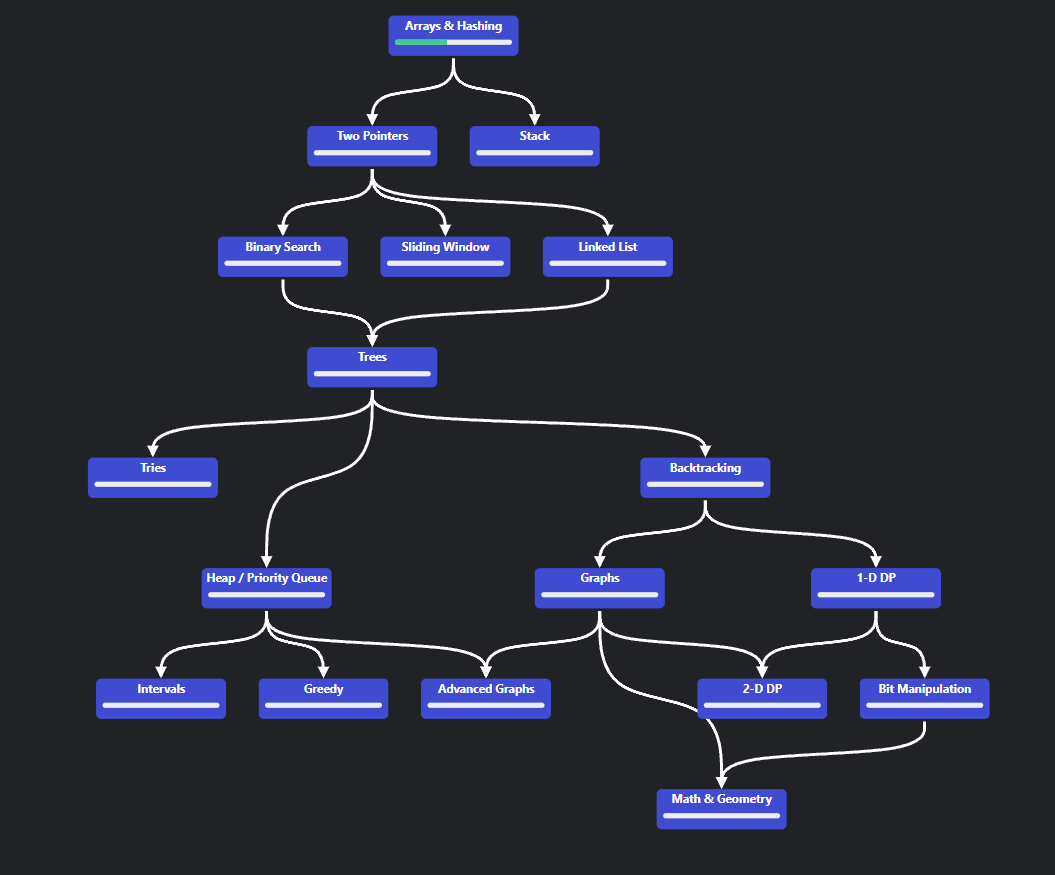 Arrays & Hashing
Two Pointers
Stack
Binary Search
Sliding Window
Linked List
Trees
Tries
Backtracking
Heap / Priority Queue
Graphs
1-D DP
Intervals
Greedy
Advanced Graphs
2-D DP
Bit Manipulation
Math & Geometry